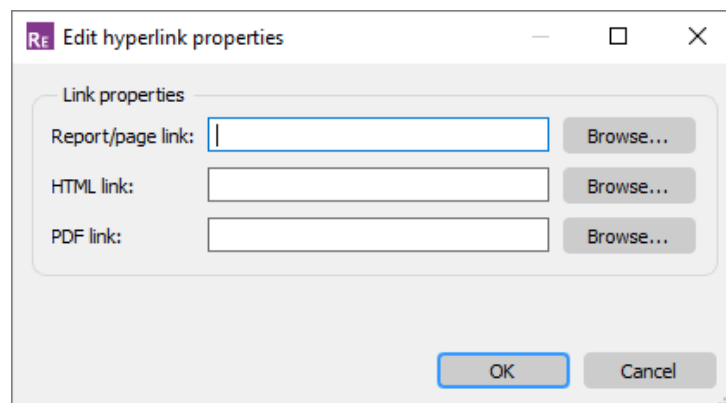 RE Edit hyperlink properties
Link properties
Report/page link: Browse...
HTML link: Browse...
PDF link: Browse...
OK Cancel